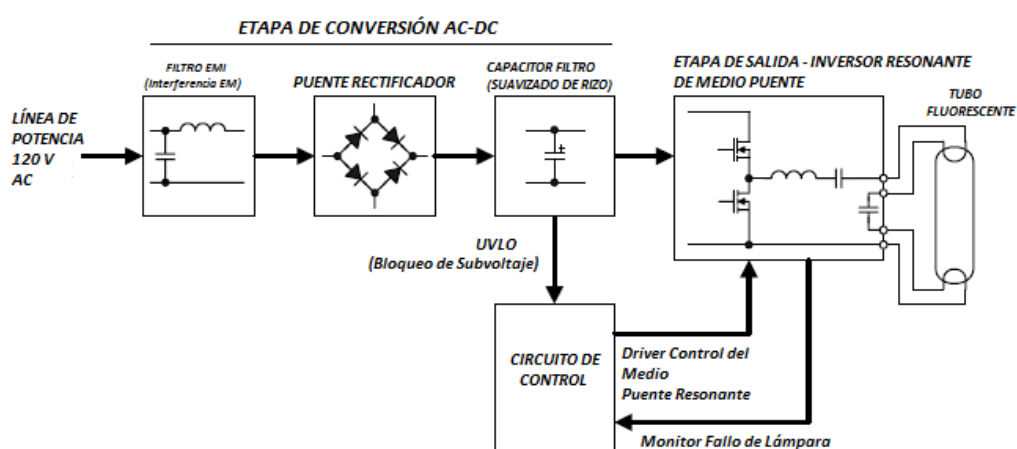 ETAPA DE CONVERSIÓN AC-DC
FILTRO EMI
(Interferencia EM)
PUENTE RECTIFICADOR
CAPACITOR FILTRO
(SUAVIZADO DE RIZO)
ETAPA DE SALIDA - INVERSOR RESONANTE
DE MEDIO PUENTE
TUBO
FLUORESCENTE
LÍNEA DE
POTENCIA
120 V
AC
UVLO
(Bloqueo de Subvoltaje)
CIRCUITO DE
CONTROL
Driver Control del
Medio
Puente Resonante
Monitor Fallo de Lámpara